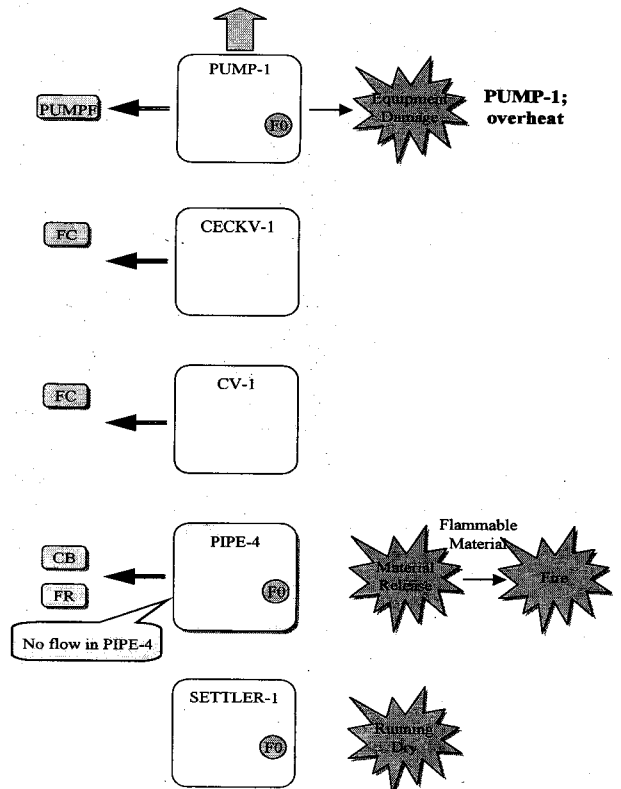 PUMP-1
PUMPF
F0
Equipment
Damage
PUMP-1;
overheat
CECKV-1
FC
CV-1
FC
PIPE-4
CB
FR
F0
No flow in PIPE-4
Material
Release
Flammable
Material
Fire
SETTLER-1
F0
Running
Dry